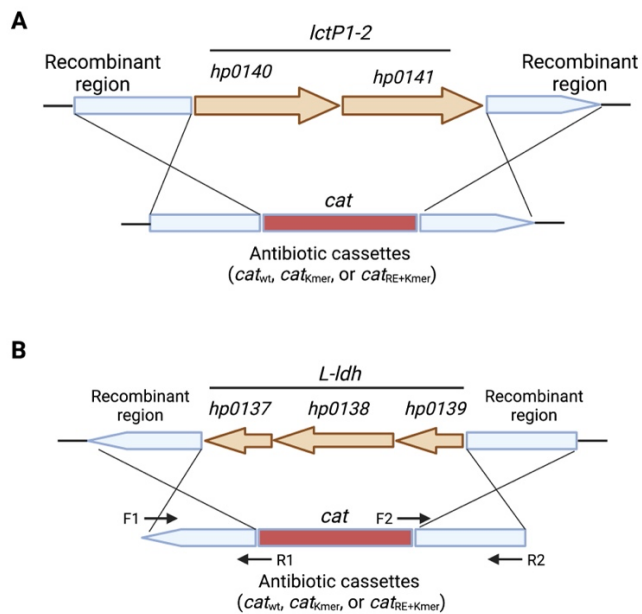 A
lctP1-2
Recombinant
region
hp0140
hp0141
Recombinant
region
cat
Antibiotic cassettes
(catwt, catKmer, or catRE+Kmer)
B
L-ldh
Recombinant
region
hp0137
hp0138
hp0139
Recombinant
region
F1
cat
F2
R1
R2
Antibiotic cassettes
(catwt, catKmer, or catRE+Kmer)